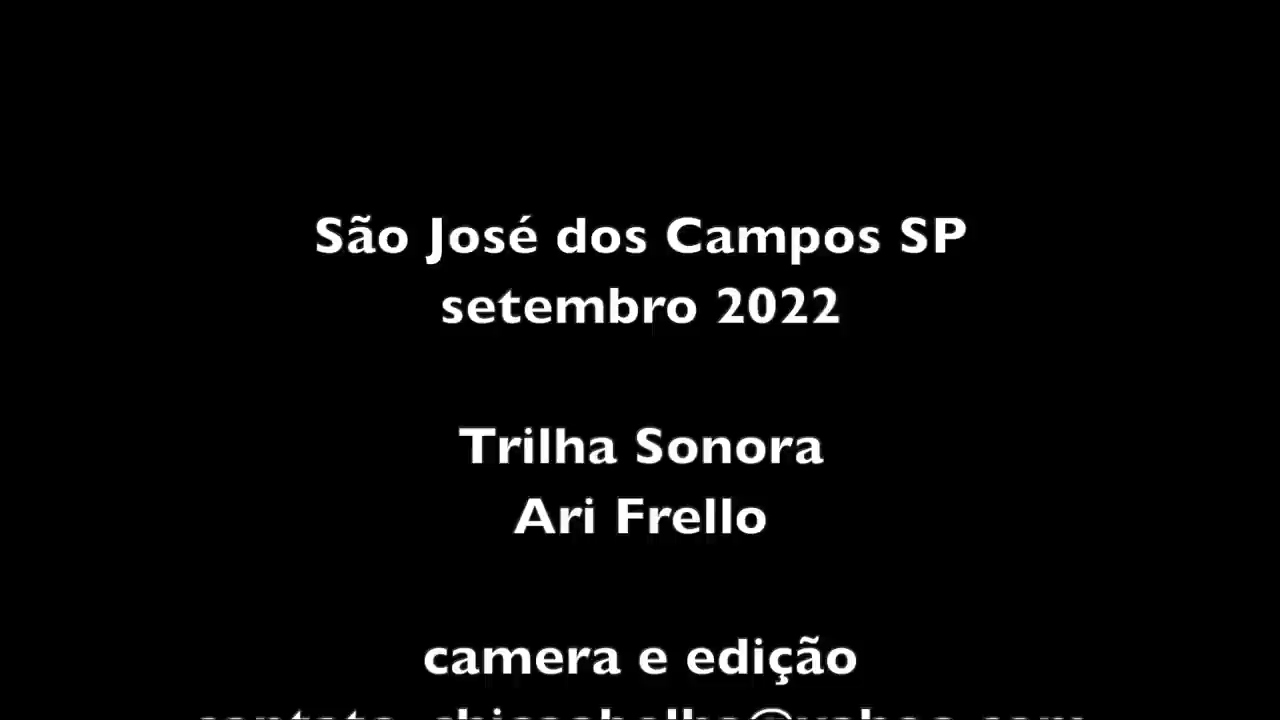 São José dos Campos SP
setembro 2022
Trilha Sonora
Ari Frello
camera e edição